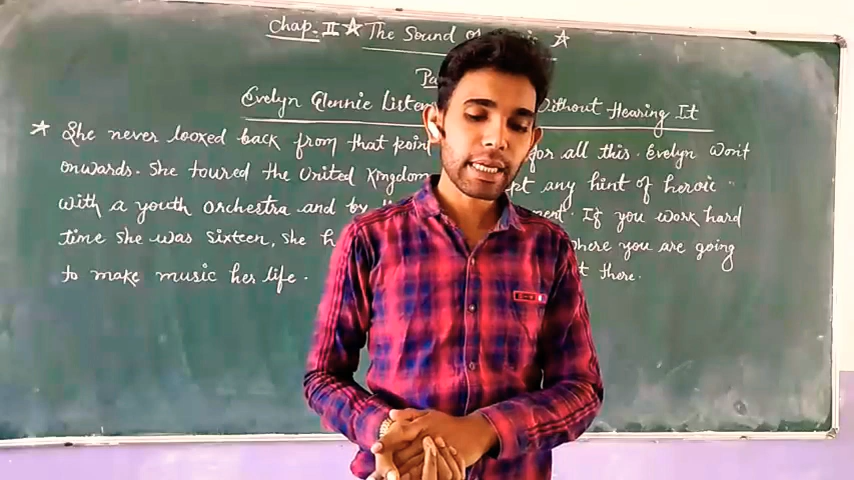 Chap. II ☆ The Sound of ☆
Pa
Evelyn Glennie Listens Without Hearing It
☆ She never looked back from that point for all this. Evelyn won't
onwards. She toured the United Kingdom pt any hint of heroic
with a youth orchestra and by ment. If you work hard
time she was sixteen, she h where you are going
to make music her life. t there.